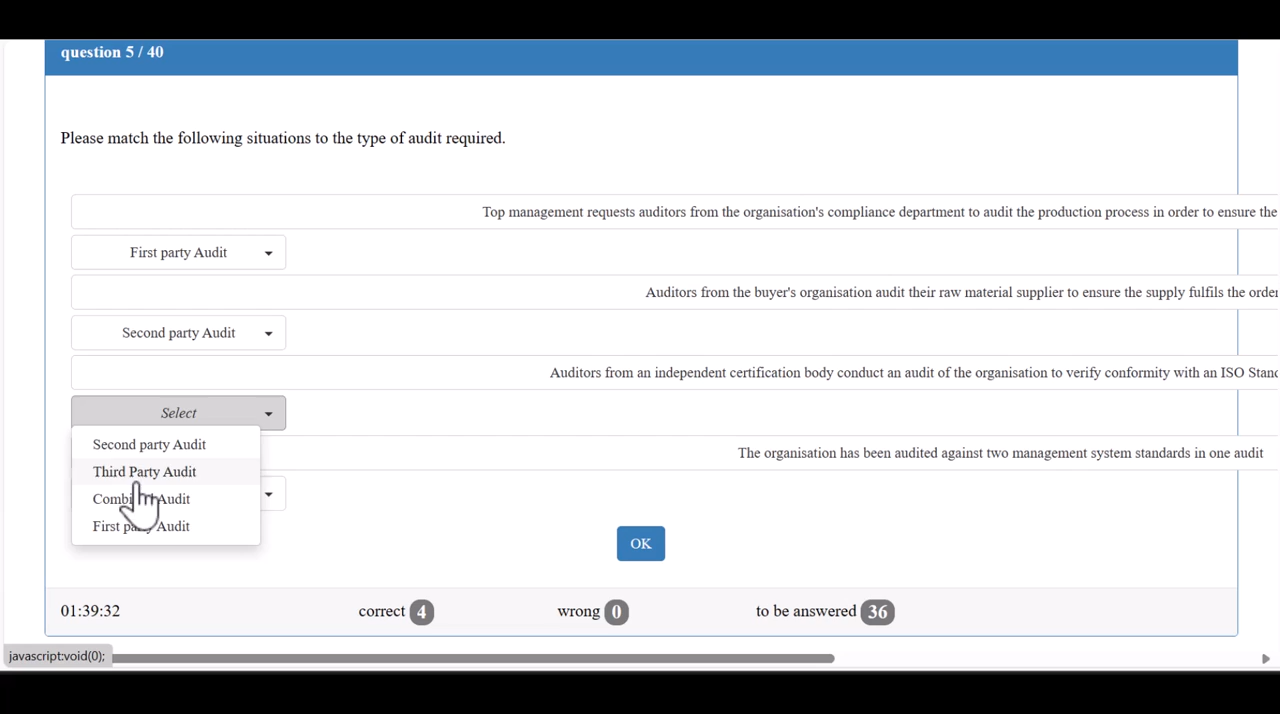 question 5 / 40
Please match the following situations to the type of audit required.
Top management requests auditors from the organisation's compliance department to audit the production process in order to ensure the
First party Audit
Auditors from the buyer's organisation audit their raw material supplier to ensure the supply fulfils the order
Second party Audit
Auditors from an independent certification body conduct an audit of the organisation to verify conformity with an ISO
Select
Second party Audit
The organisation has been audited against two management system standards in one audit
Third Party Audit
Audit
First Audit
OK
01:39:32 correct 4 wrong 0 to be answered 36
javascript:void(0);